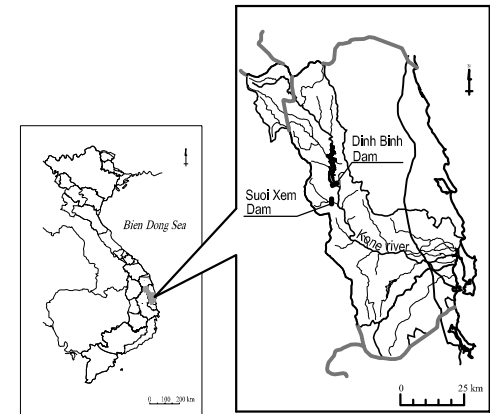 N
Dinh Binh
Dam
Suoi Xem
Dam
Kone river
0 25 km
Bien Dong Sea
0 100 200 km